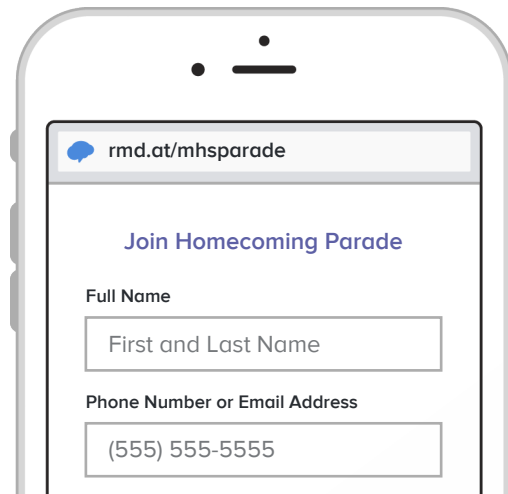 rmd.at/mhsparade
Join Homecoming Parade
Full Name
First and Last Name
Phone Number or Email Address
(555) 555-5555